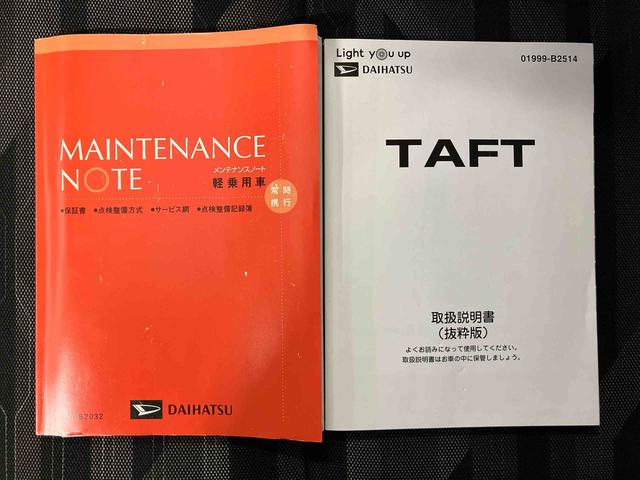 MAINTENANCE
NOTE
メンテナンスノート
軽乗用車
常時
携行
●保証書 ●点検整備方式 ●サービス網 ●点検整備記録簿
DAIHATSU
B2032
Light you up
DAIHATSU
01999-B2514
TAFT
取扱説明書
(抜粋版)
よくお読みになって使用してください。
取扱説明書はお車の中に保管しましょう。